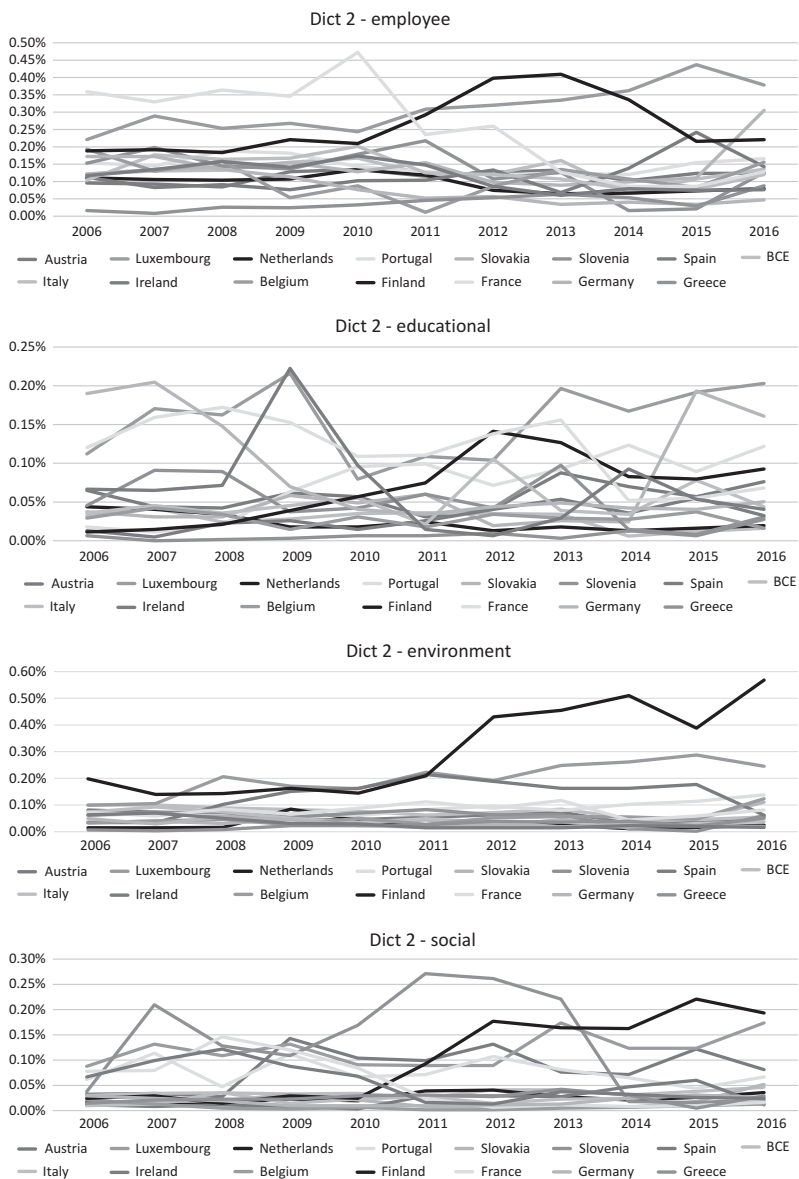 Dict 2 - employee
0.50%
0.45%
0.40%
0.35%
0.30%
0.25%
0.20%
0.15%
0.10%
0.05%
0.00%
2006 2007 2008 2009 2010 2011 2012 2013 2014 2015 2016
Austria Luxembourg Netherlands Portugal Slovakia Slovenia Spain BCE
Italy Ireland Belgium Finland France Germany Greece
Dict 2 - educational
0.25%
0.20%
0.15%
0.10%
0.05%
0.00%
2006 2007 2008 2009 2010 2011 2012 2013 2014 2015 2016
Austria Luxembourg Netherlands Portugal Slovakia Slovenia Spain BCE
Italy Ireland Belgium Finland France Germany Greece
Dict 2 - environment
0.60%
0.50%
0.40%
0.30%
0.20%
0.10%
0.00%
2006 2007 2008 2009 2010 2011 2012 2013 2014 2015 2016
Austria Luxembourg Netherlands Portugal Slovakia Slovenia Spain BCE
Italy Ireland Belgium Finland France Germany Greece
Dict 2 - social
0.30%
0.25%
0.20%
0.15%
0.10%
0.05%
0.00%
2006 2007 2008 2009 2010 2011 2012 2013 2014 2015 2016
Austria Luxembourg Netherlands Portugal Slovakia Slovenia Spain BCE
Italy Ireland Belgium Finland France Germany Greece